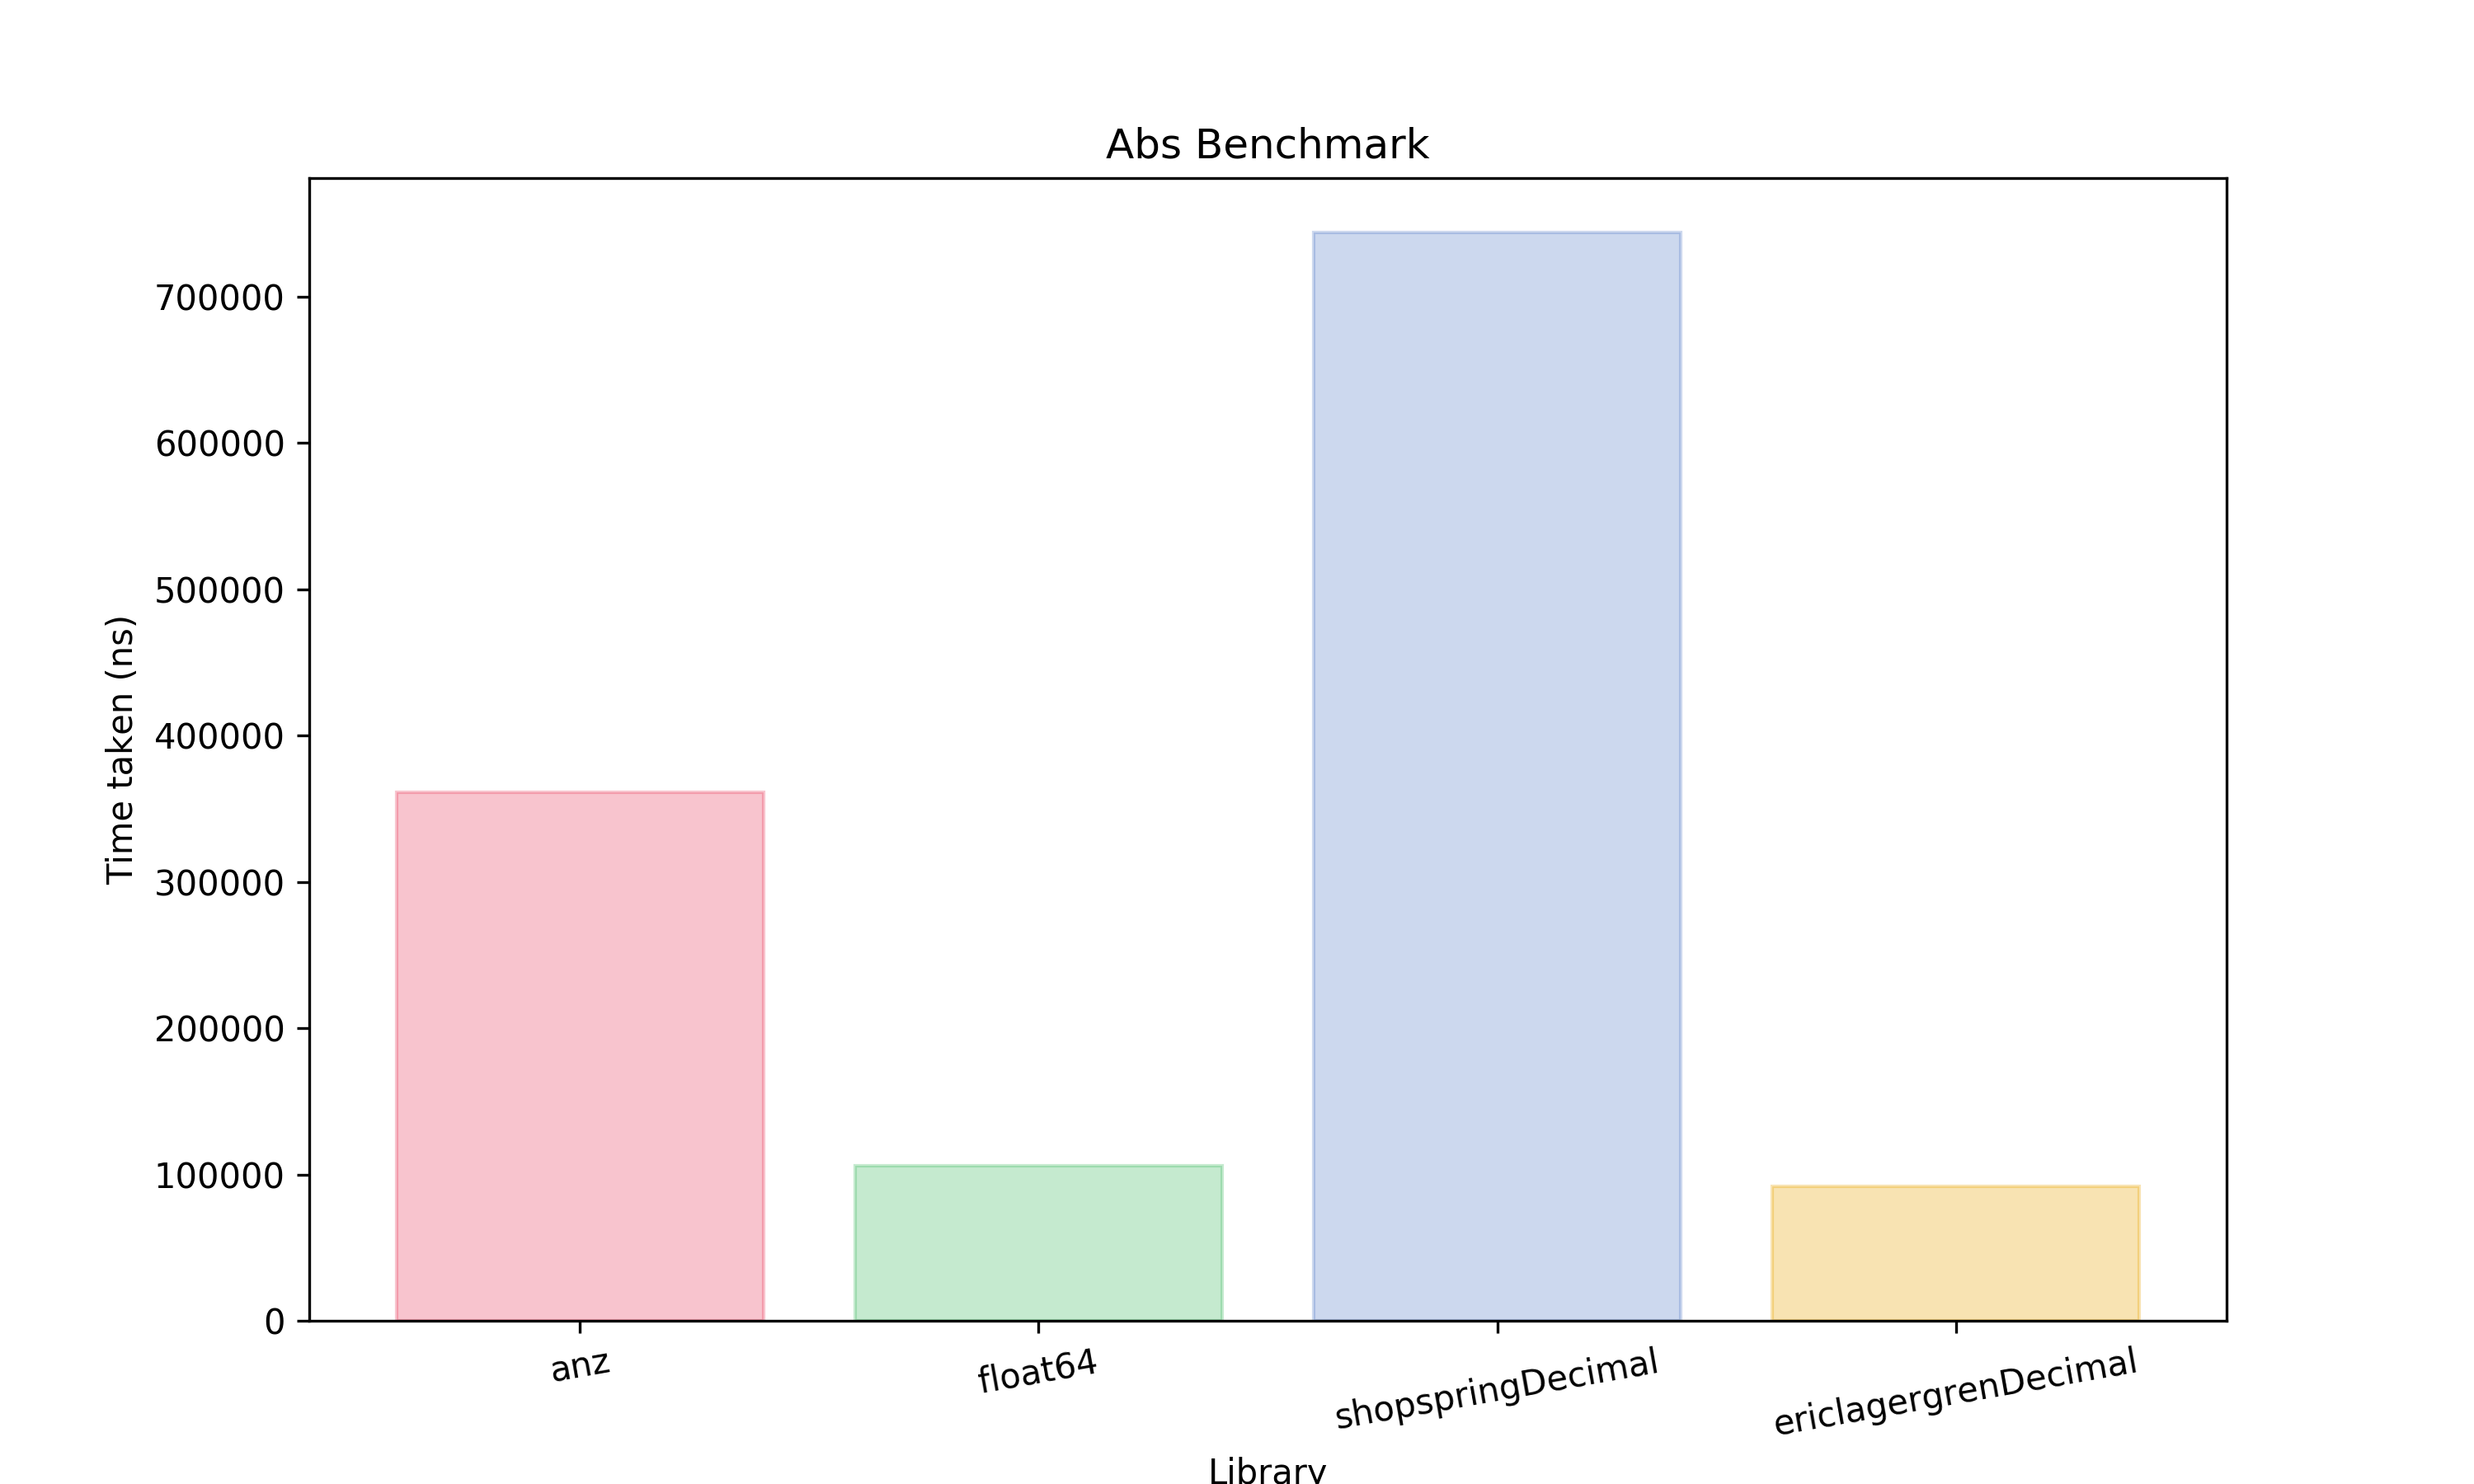 Abs Benchmark
Time taken (ns)
700000
600000
500000
400000
300000
200000
100000
0
anz
float64
shopspringDecimal
ericlagergrenDecimal
Library